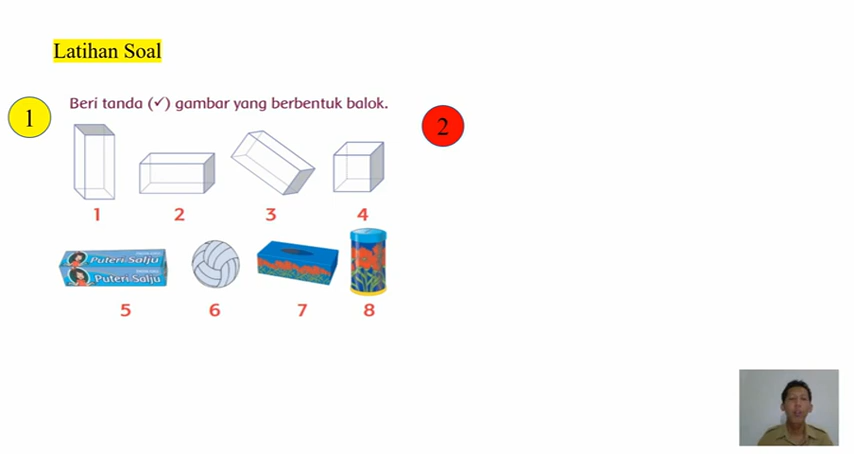 Latihan Soal
1
Beri tanda (✓) gambar yang berbentuk balok.
2
1 2 3 4
Puteri Salju
Puteri Salju
5 6 7 8